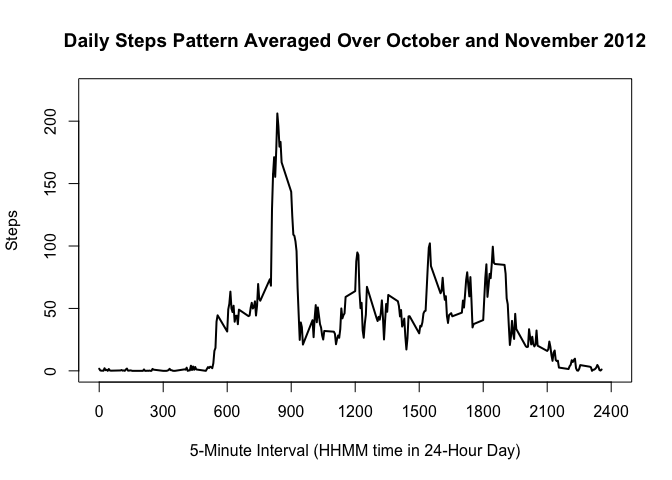 Daily Steps Pattern Averaged Over October and November 2012
Steps
200
150
100
50
0
0 300 600 900 1200 1500 1800 2100 2400
5-Minute Interval (HHMM time in 24-Hour Day)